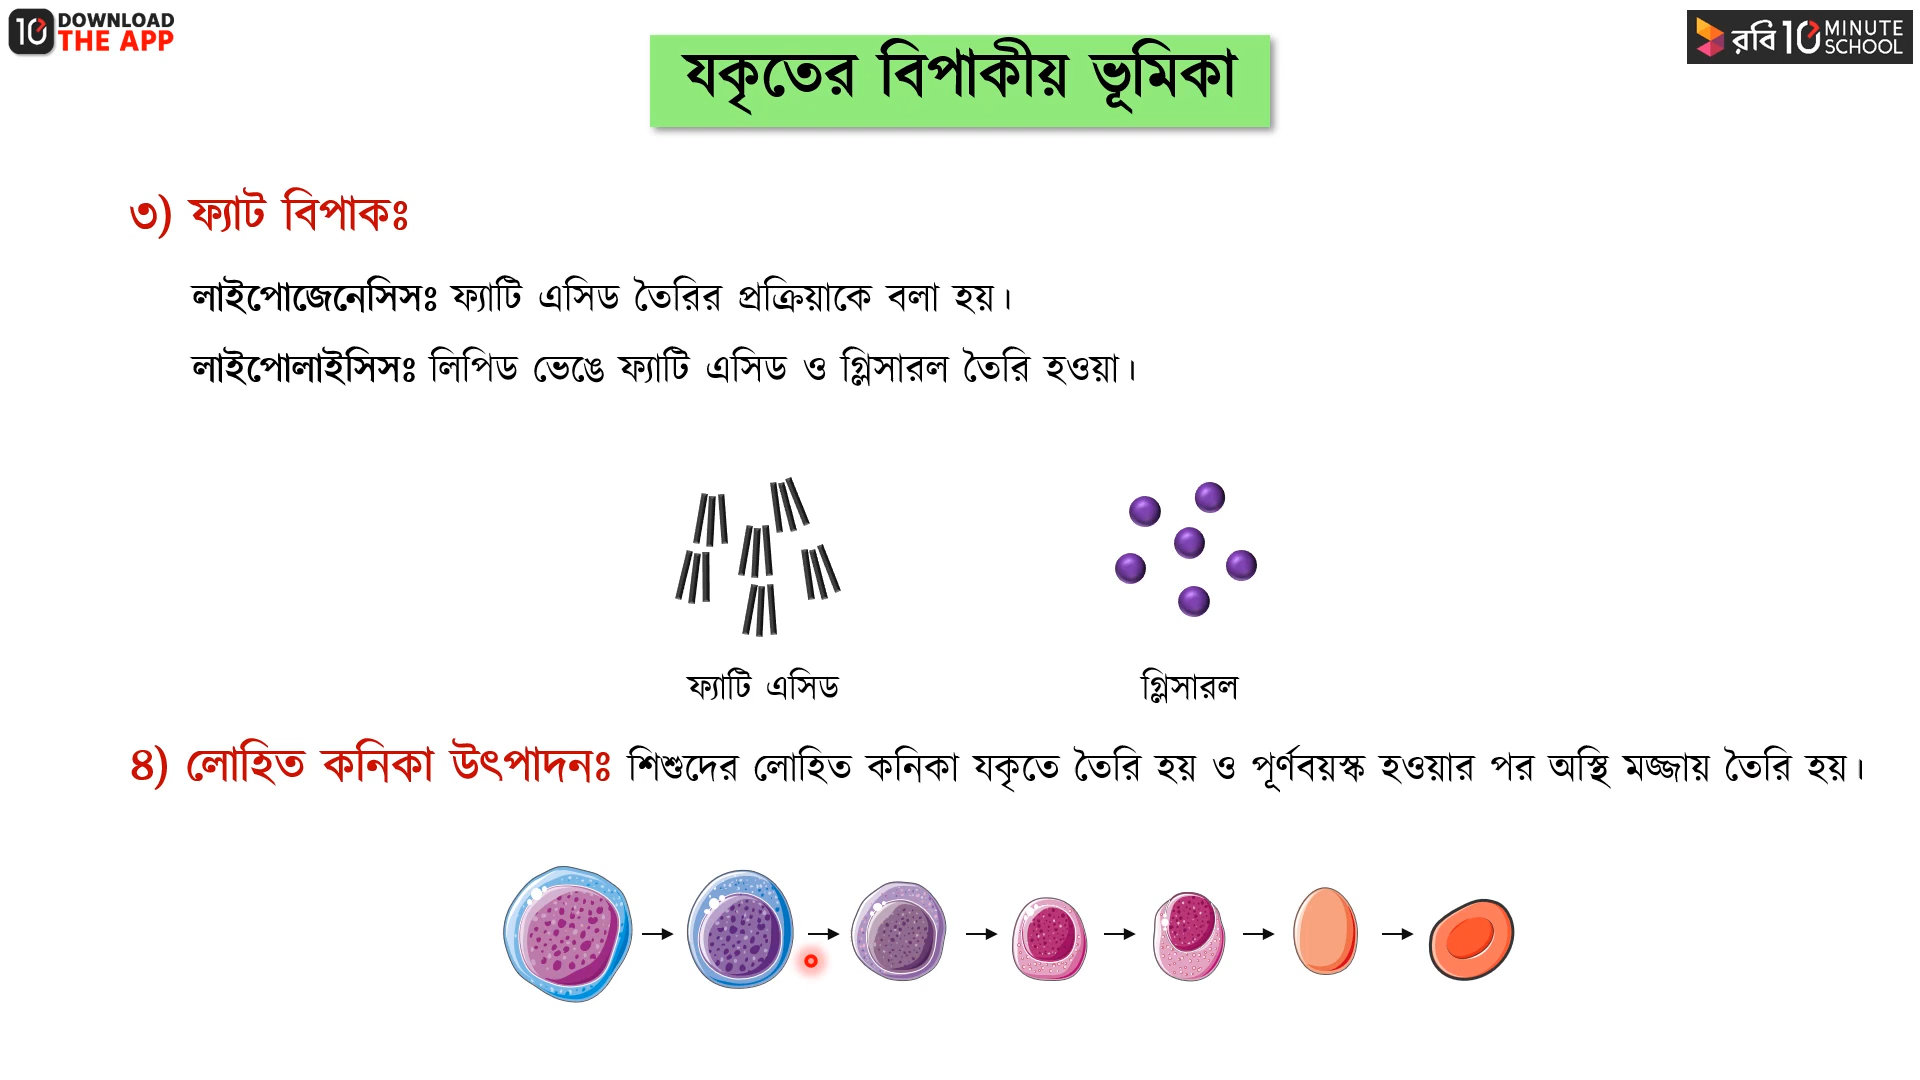 10 DOWNLOAD THE APP
রবি 10 MINUTE SCHOOL
যকৃতের বিপাকীয় ভূমিকা
৩) ফ্যাট বিপাকঃ
লাইপোজেনেসিসঃ ফ্যাটি এসিড তৈরির প্রক্রিয়াকে বলা হয়।
লাইপোলাইসিসঃ লিপিড ভেঙে ফ্যাটি এসিড ও গ্লিসারল তৈরি হওয়া।
ফ্যাটি এসিড গ্লিসারল
৪) লোহিত কনিকা উৎপাদনঃ শিশুদের লোহিত কনিকা যকৃতে তৈরি হয় ও পূর্ণবয়স্ক হওয়ার পর অস্থি মজ্জায় তৈরি হয়।